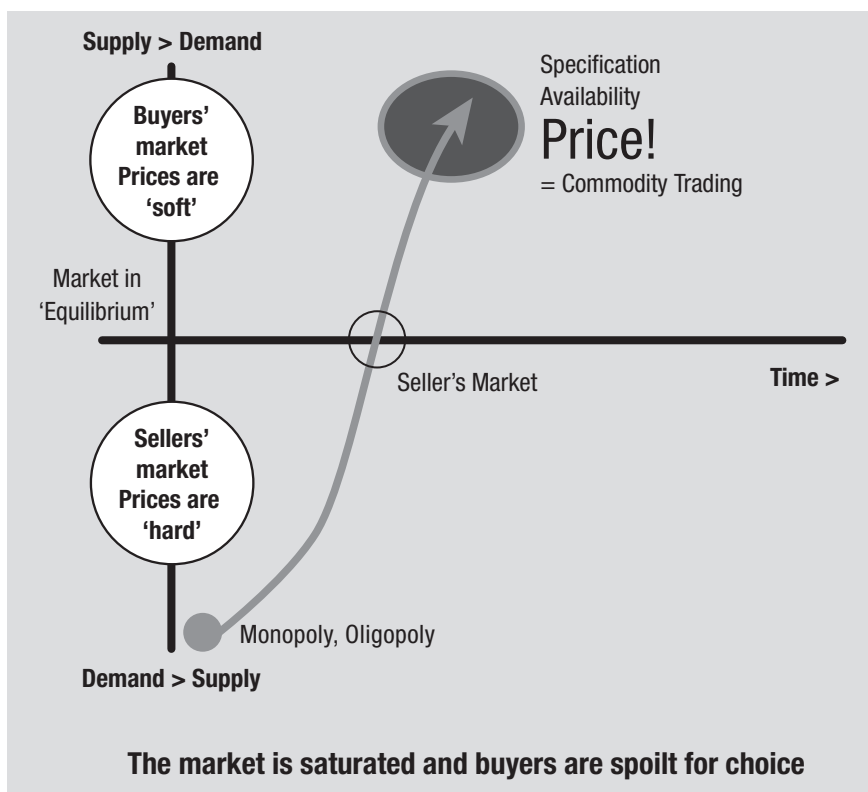 Supply > Demand
Buyers’
market
Prices are
‘soft’
Specification
Availability
Price!
= Commodity Trading
Market in
‘Equilibrium’
Seller’s Market
Time >
Sellers’
market
Prices are
‘hard’
Monopoly, Oligopoly
Demand > Supply
The market is saturated and buyers are spoilt for choice